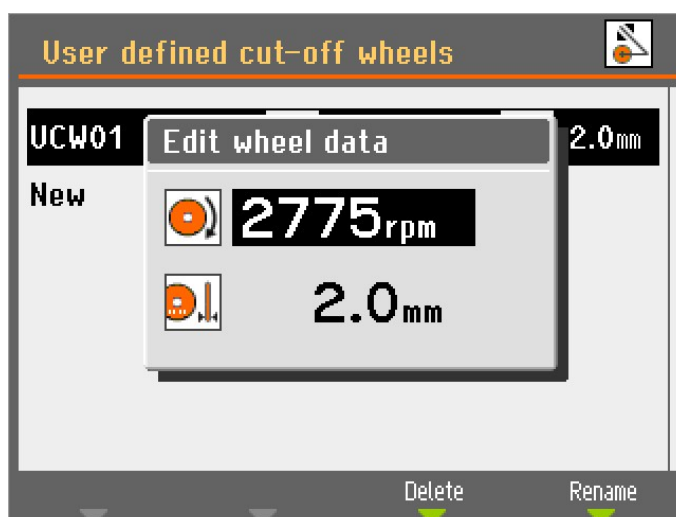 User defined cut-off wheels
UCW01 2.0mm
Edit wheel data
New
2775rpm
2.0mm
Delete Rename